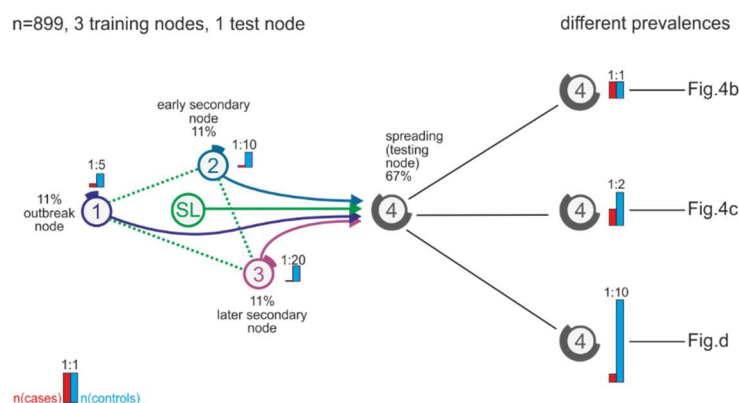 n=899, 3 training nodes, 1 test node
different prevalences
1:1
4
Fig.4b
early secondary
node
11%
1:10
2
spreading
(testing
node)
67%
1:5
11%
outbreak
node
1
SL
4
1:2
4
Fig.4c
3
1:20
11%
later secondary
node
1:10
4
Fig.d
1:1
n(cases)
n(controls)